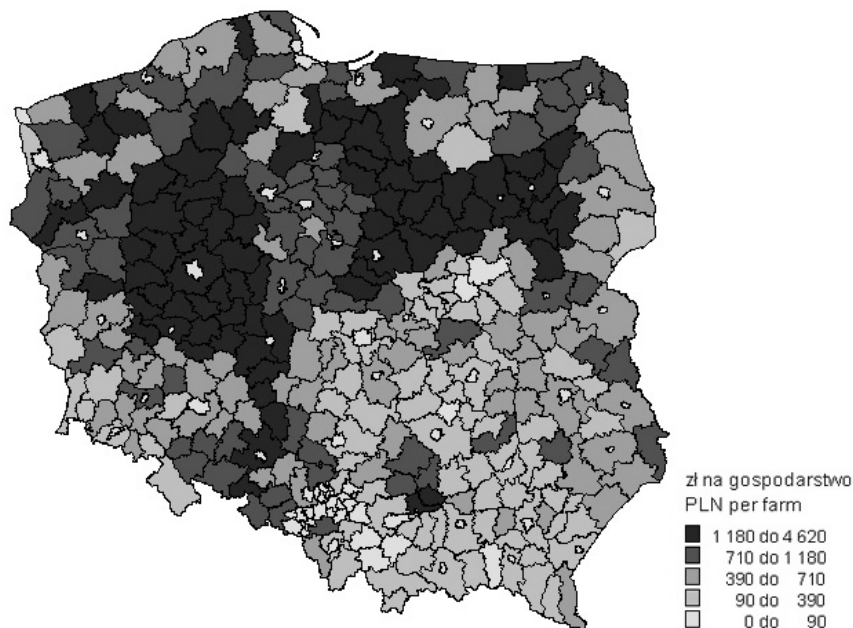 zł na gospodarstwo
PLN per farm
1 180 do 4 620
710 do 1 180
390 do 710
90 do 390
0 do 90